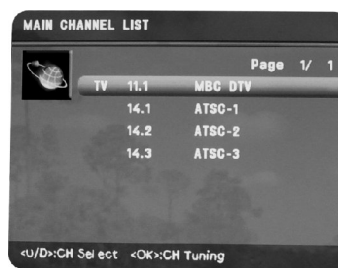 MAIN CHANNEL LIST
Page 1/ 1
TV 11.1 MBC DTV
14.1 ATSC-1
14.2 ATSC-2
14.3 ATSC-3
<U/D>:CH Select <OK>:CH Tuning